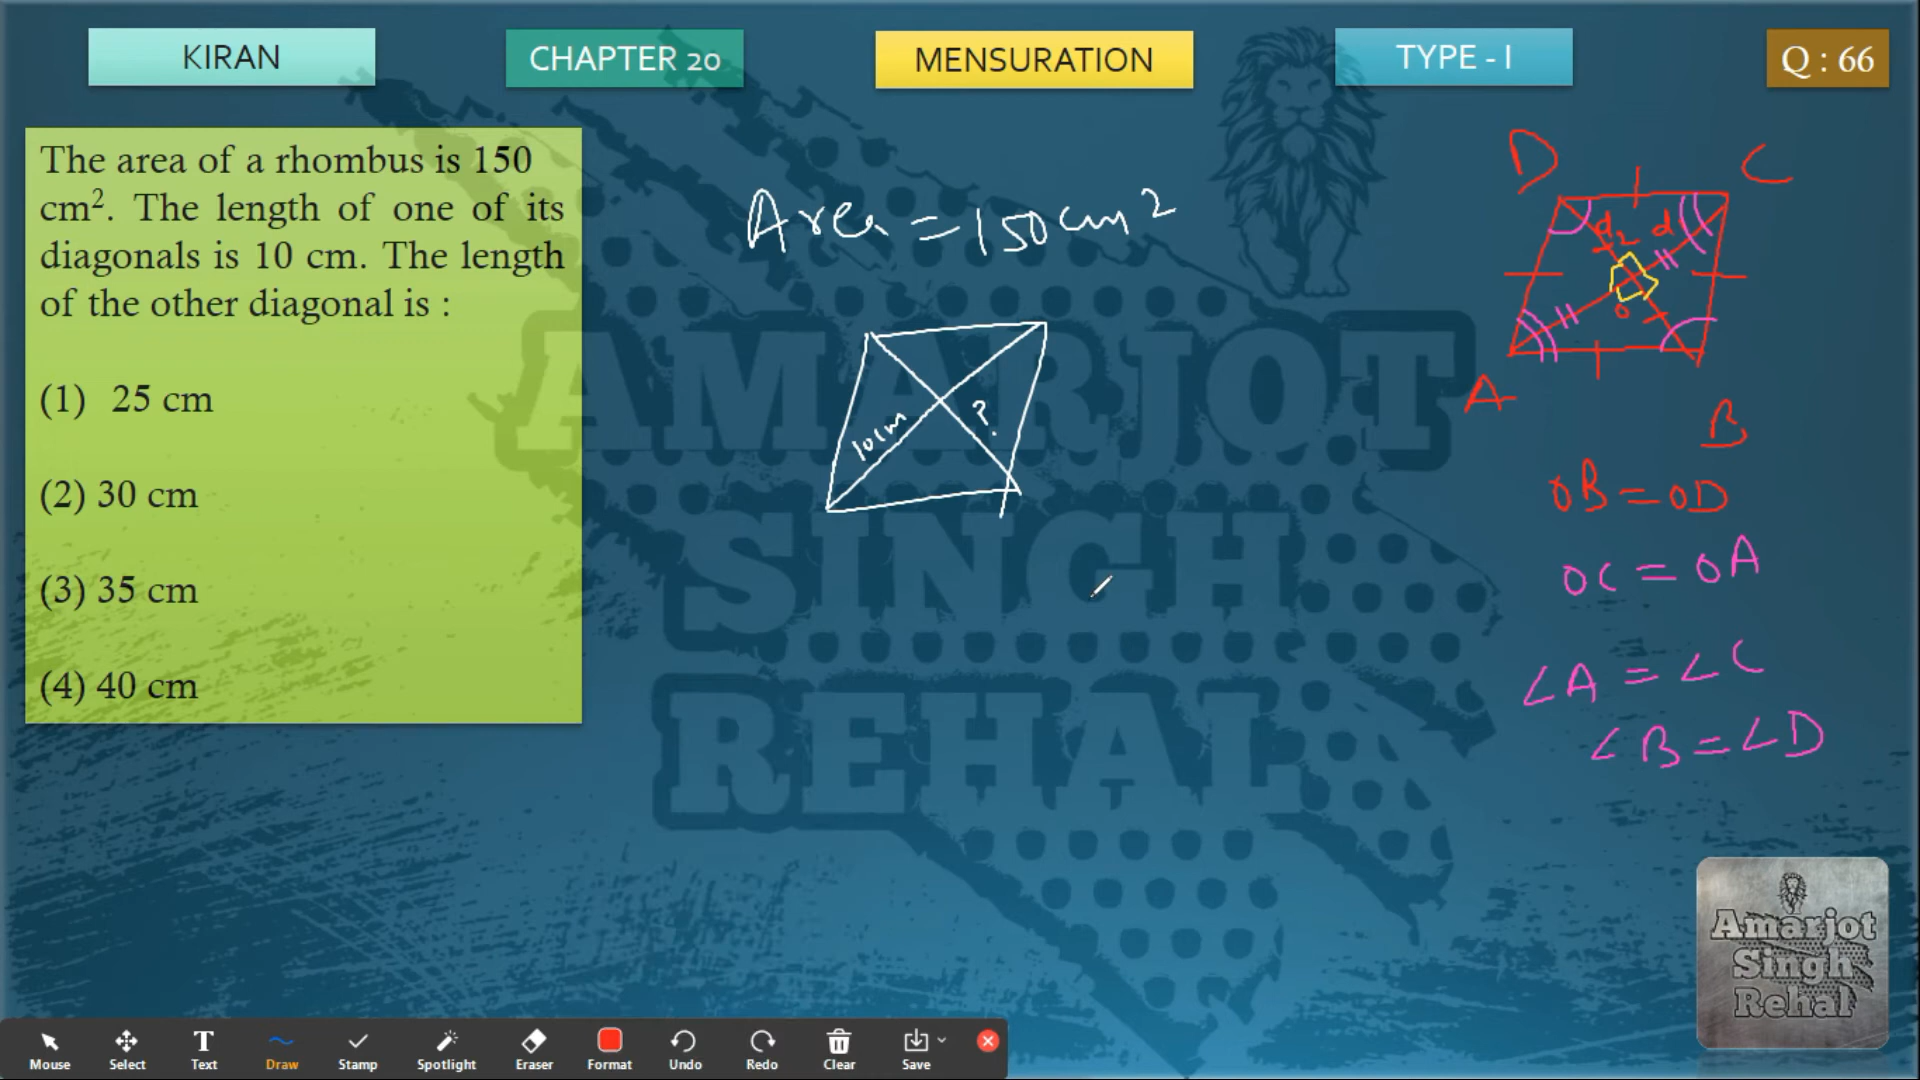 KIRAN
CHAPTER 20
MENSURATION
TYPE - I
Q : 66
The area of a rhombus is 150
cm². The length of one of its
diagonals is 10 cm. The length
of the other diagonal is :
(1) 25 cm
(2) 30 cm
(3) 35 cm
(4) 40 cm
Area = 150 cm²
10cm
?
D
C
d₂
d
O
A
B
OB = OD
OC = OA
∠A = ∠C
∠B = ∠D
AMARJOT
SINGH
REHAL
Amarjot
Singh
Rehal
Mouse
Select
Text
Draw
Stamp
Spotlight
Eraser
Format
Undo
Redo
Clear
Save